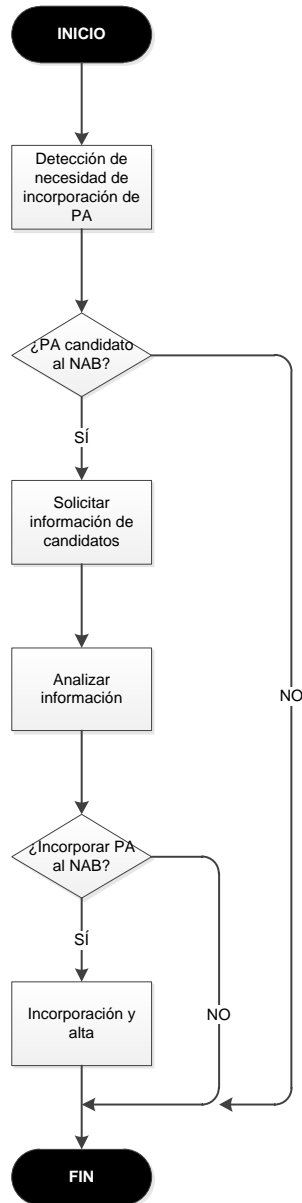 INICIO
Detección de
necesidad de
incorporación de
PA
¿PA candidato
al NAB?
SÍ
Solicitar
información de
candidatos
Analizar
información
NO
¿Incorporar PA
al NAB?
SÍ
Incorporación y
alta
NO
FIN